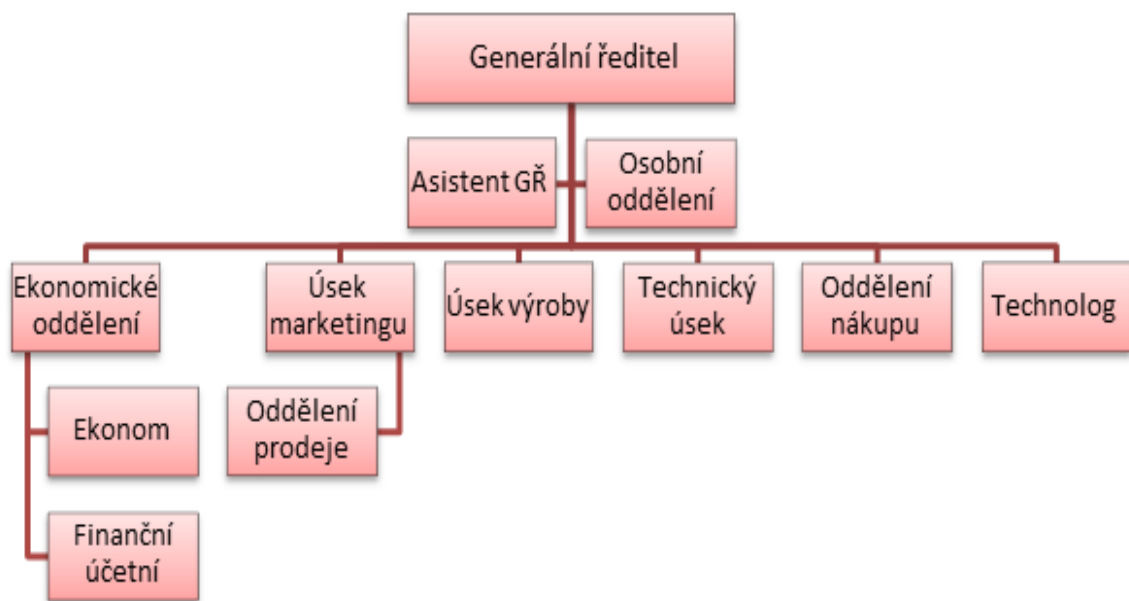 Generální ředitel
Asistent GŘ
Osobní
oddělení
Ekonomické
oddělení
Úsek
marketingu
Úsek výroby
Technický
úsek
Oddělení
nákupu
Technolog
Ekonom
Oddělení
prodeje
Finanční
účetní